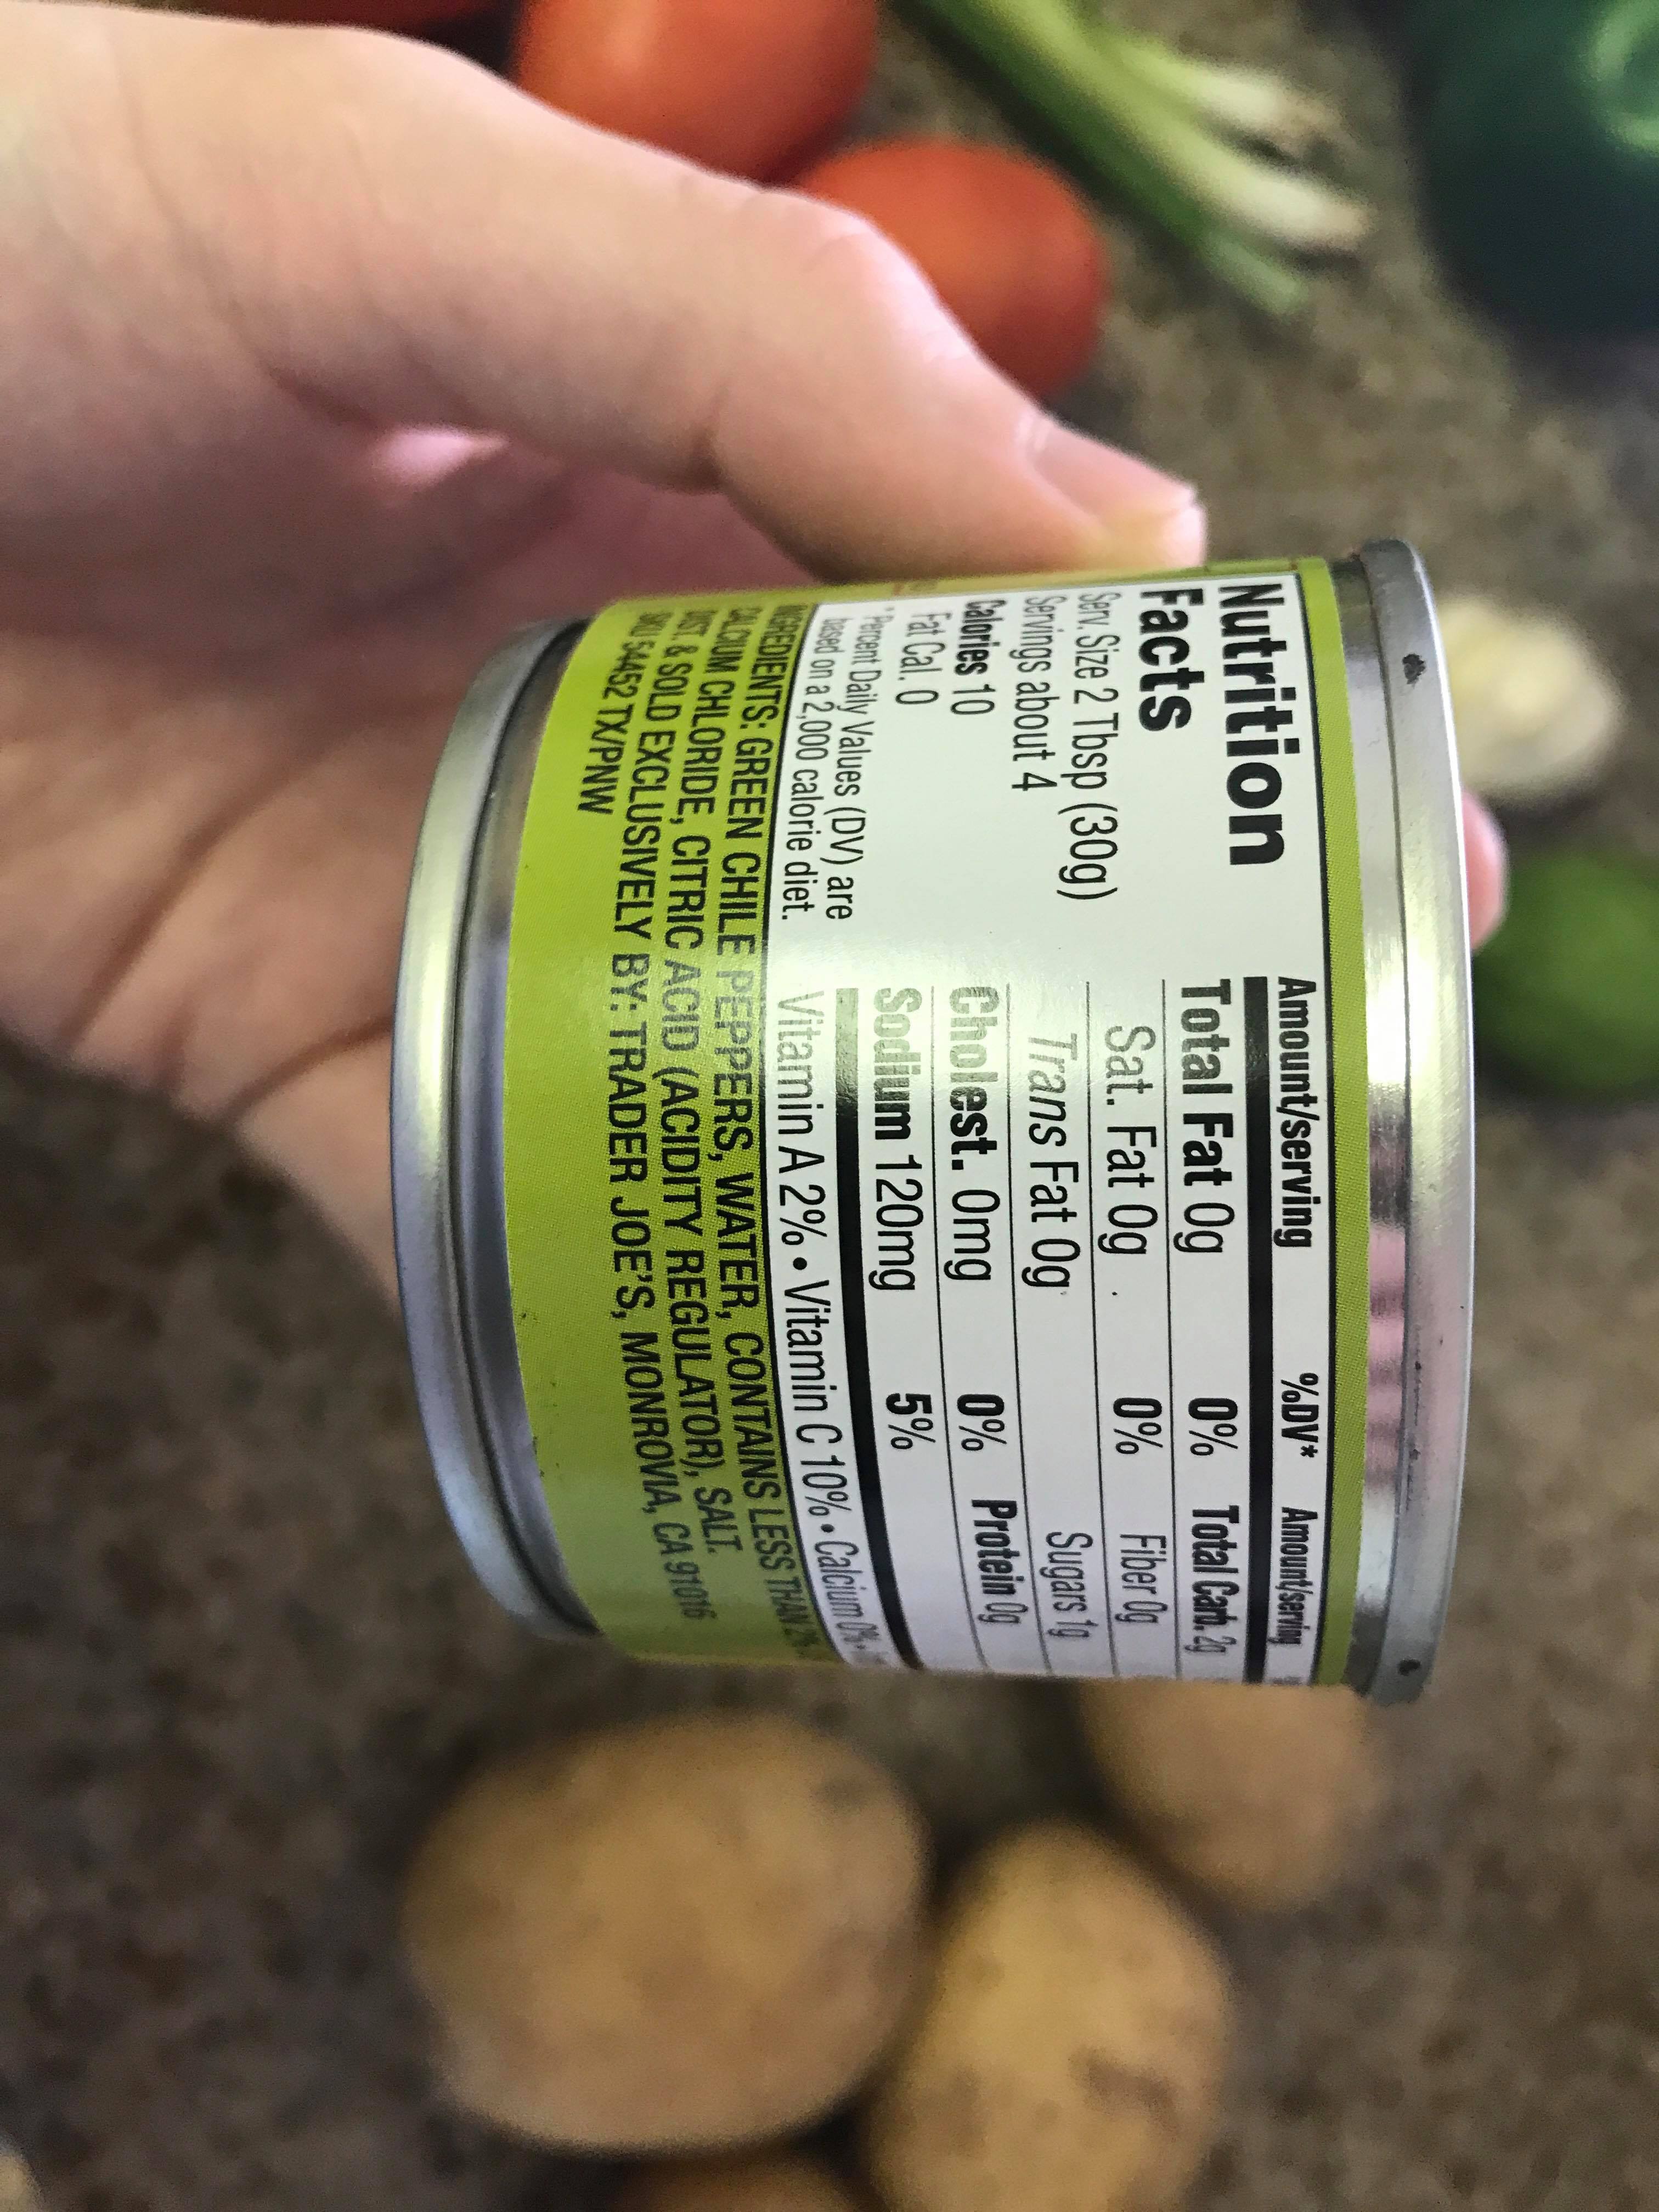 Nutrition
Facts
Serv. Size 2 Tbsp (30g)
Servings about 4
Calories 10
Fat Cal. 0
* Percent Daily Values (DV) are
based on a 2,000 calorie diet.
Amount/serving %DV* Amount/serving
Total Fat 0g 0% Total Carb. 2g
Sat. Fat 0g 0% Fiber 0g
Trans Fat 0g Sugars 1g
Cholest. 0mg 0% Protein 0g
Sodium 120mg 5%
Vitamin A 2% • Vitamin C 10% • Calcium 0% •
INGREDIENTS: GREEN CHILE PEPPERS, WATER, CONTAINS LESS THAN 2%
CALCIUM CHLORIDE, CITRIC ACID (ACIDITY REGULATOR), SALT.
DIST. & SOLD EXCLUSIVELY BY: TRADER JOE'S, MONROVIA, CA 91016
SKU 54452 TX/PNW